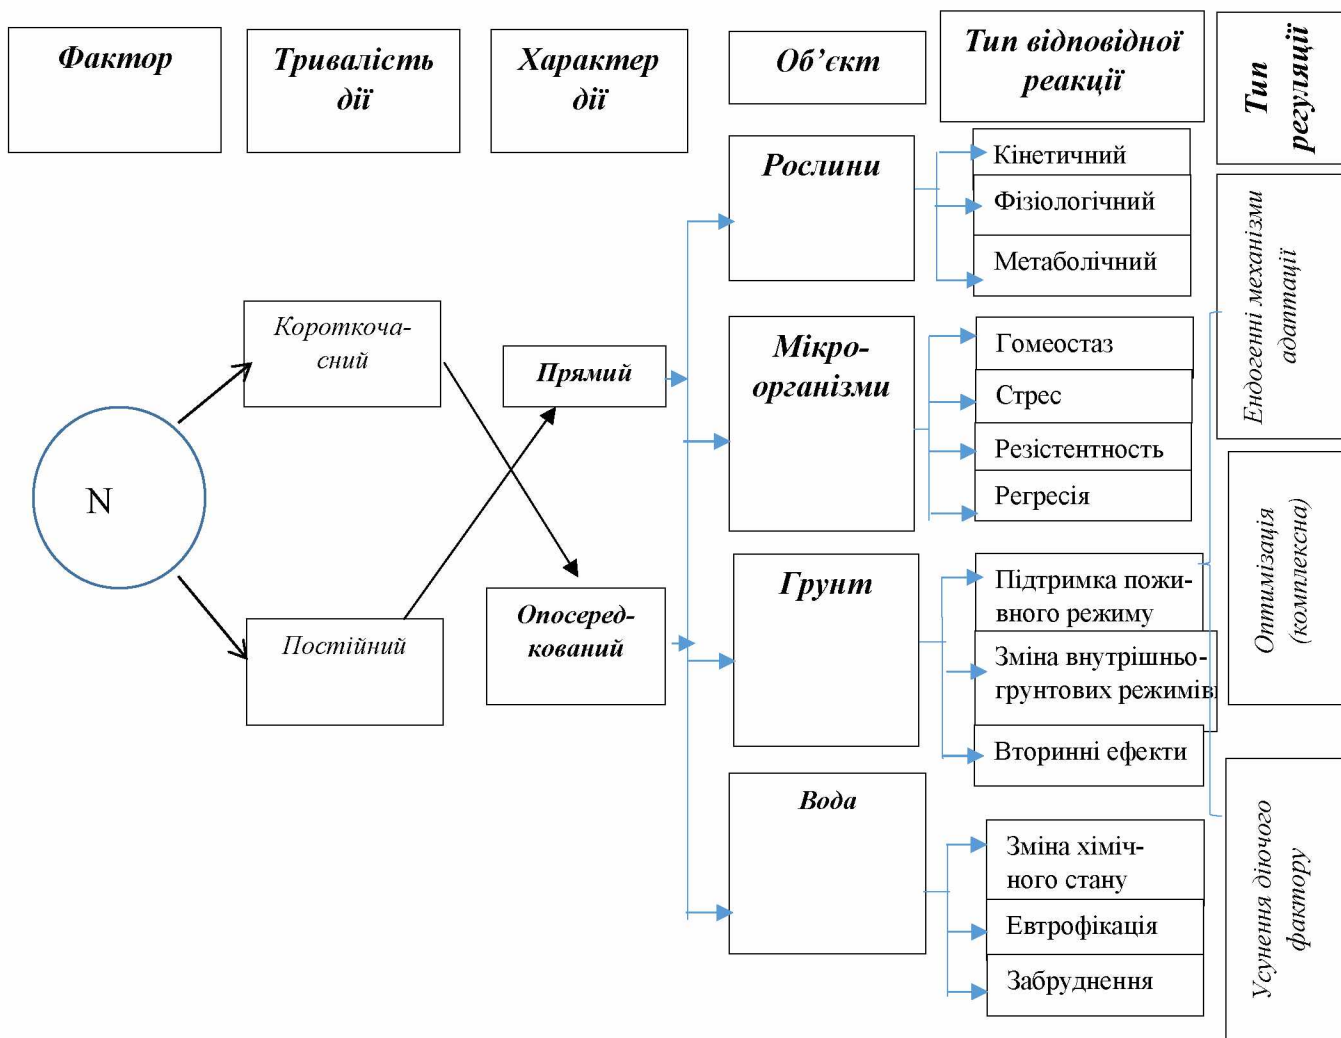 Фактор
Тривалість
дії
Характер
дії
Об’єкт
Тип відповідної
реакції
Тип
регуляції
N
Короткоча-
сний
Постійний
Прямий
Опосеред-
кований
Рослини
Кінетичний
Фізіологічний
Метаболічний
Мікро-
організми
Гомеостаз
Стрес
Резістентность
Регресія
Грунт
Підтримка пожи-
вного режиму
Зміна внутрішньо-
грунтових режимів
Вторинні ефекти
Вода
Зміна хіміч-
ного стану
Евтрофікація
Забруднення
Ендогенні механізми
адаптації
Оптимізація
(комплексна)
Усунення діючого
фактору